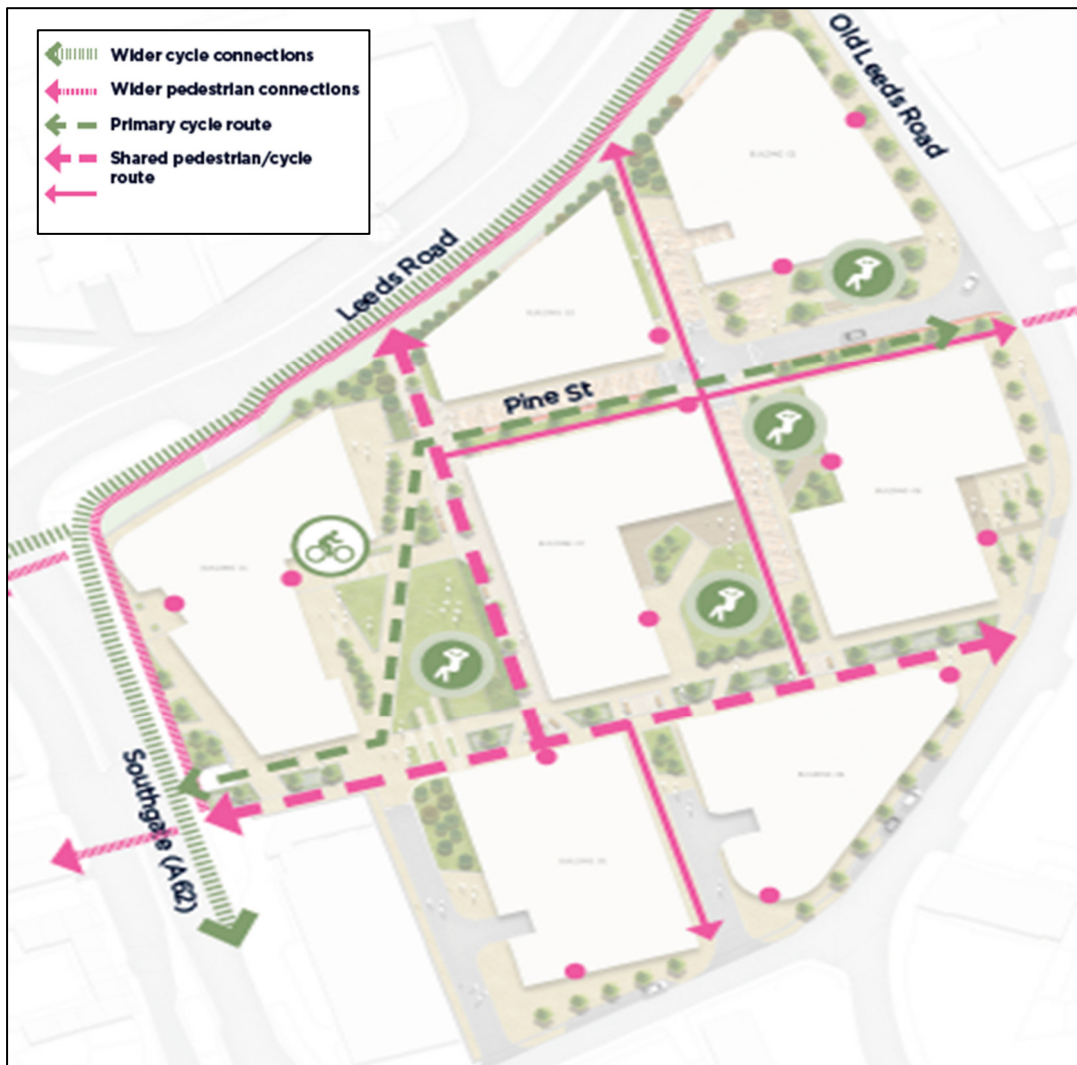 Wider cycle connections
Wider pedestrian connections
Primary cycle route
Shared pedestrian/cycle
route
Old Leeds Road
Leeds Road
Pine St
Southgate (A62)